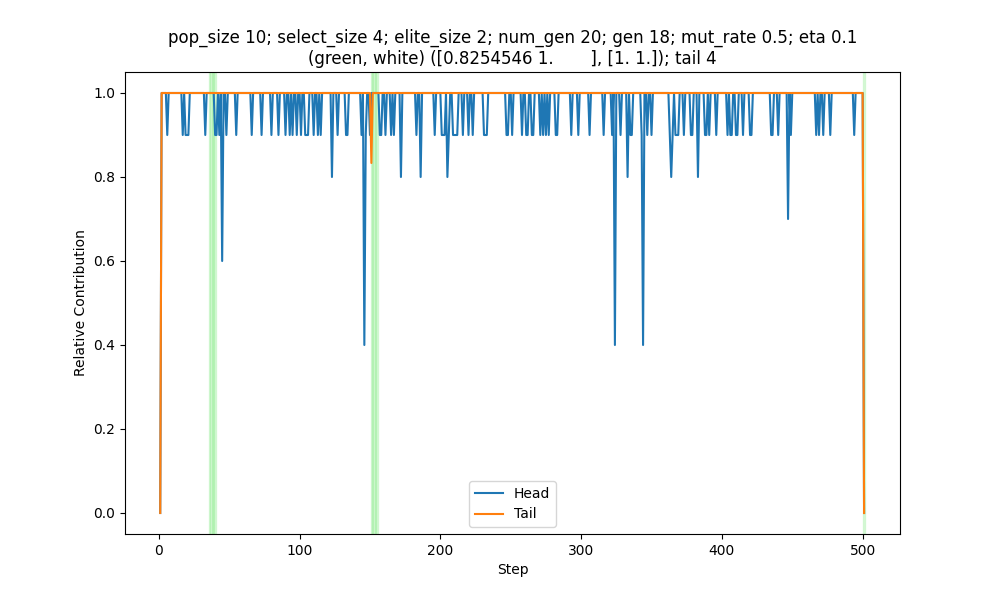 pop_size 10; select_size 4; elite_size 2; num_gen 20; gen 18; mut_rate 0.5; eta 0.1
(green, white) ([0.8254546 1.        ], [1. 1.]); tail 4
1.0
0.8
0.6
0.4
0.2
0.0
Relative Contribution
Head
Tail
0
100
200
300
400
500
Step